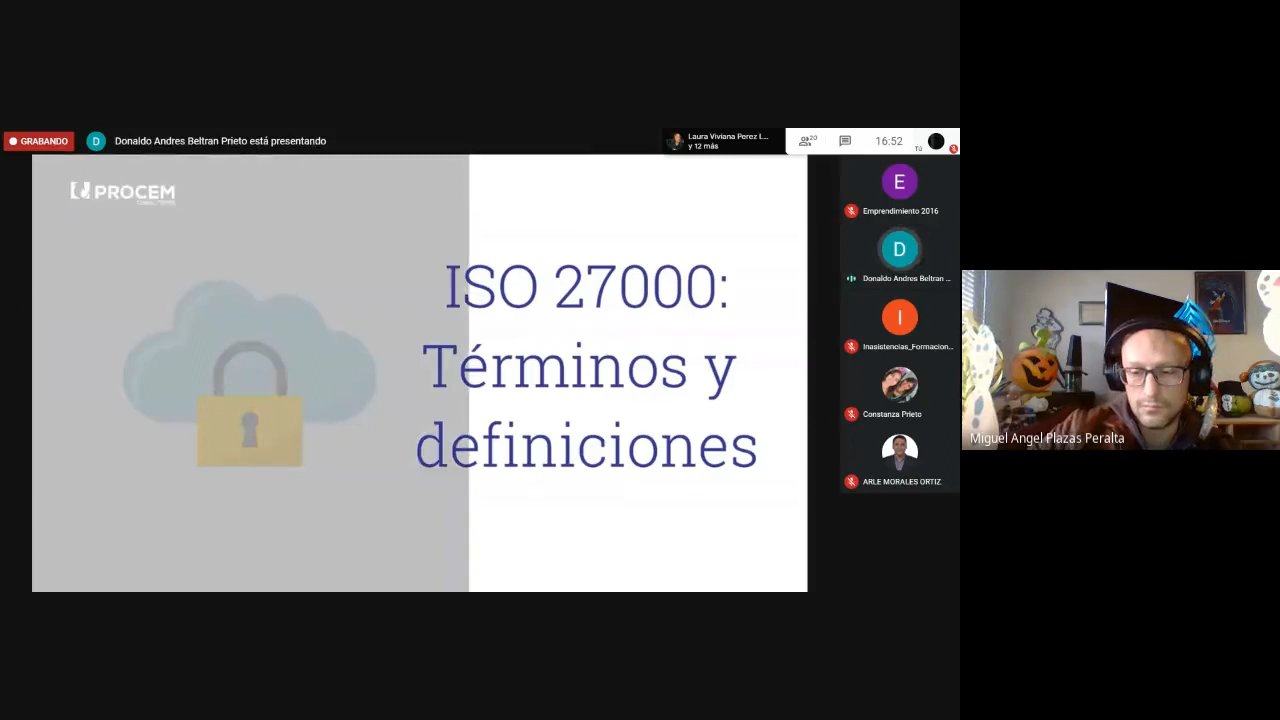 GRABANDO
D
Donaldo Andres Beltran Prieto está presentando
Laura Viviana Perez L...
y 12 más
20
16:52
Tú
PROCEM
ISO 27000:
Términos y
definiciones
E
Emprendimiento 2016
D
Donaldo Andres Beltran ...
I
Inasistencias_Formacion...
Constanza Prieto
ARLE MORALES ORTIZ
Miguel Angel Plazas Peralta